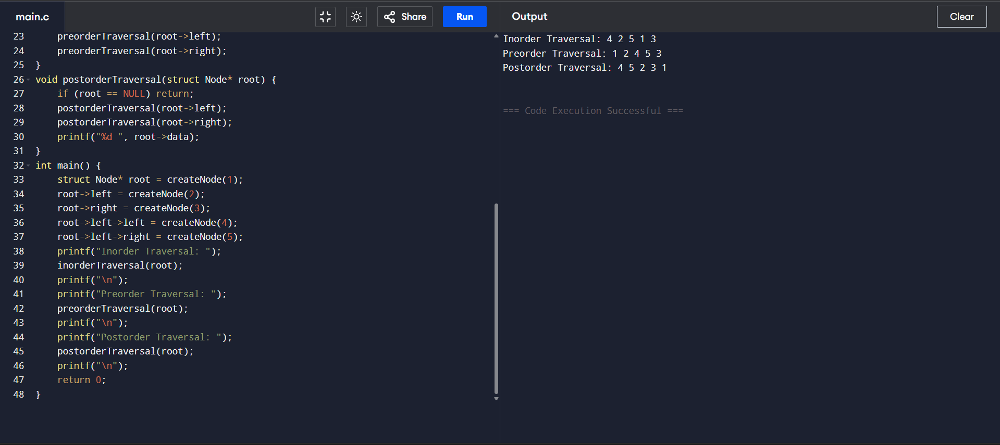 main.c
Share
Run
Output
Clear
23 preorderTraversal(root->left);
24 preorderTraversal(root->right);
25 }
26 void postorderTraversal(struct Node* root) {
27 if (root == NULL) return;
28 postorderTraversal(root->left);
29 postorderTraversal(root->right);
30 printf("%d ", root->data);
31 }
32 int main() {
33 struct Node* root = createNode(1);
34 root->left = createNode(2);
35 root->right = createNode(3);
36 root->left->left = createNode(4);
37 root->left->right = createNode(5);
38 printf("Inorder Traversal: ");
39 inorderTraversal(root);
40 printf("\n");
41 printf("Preorder Traversal: ");
42 preorderTraversal(root);
43 printf("\n");
44 printf("Postorder Traversal: ");
45 postorderTraversal(root);
46 printf("\n");
47 return 0;
48 }
Inorder Traversal: 4 2 5 1 3
Preorder Traversal: 1 2 4 5 3
Postorder Traversal: 4 5 2 3 1
=== Code Execution Successful ===